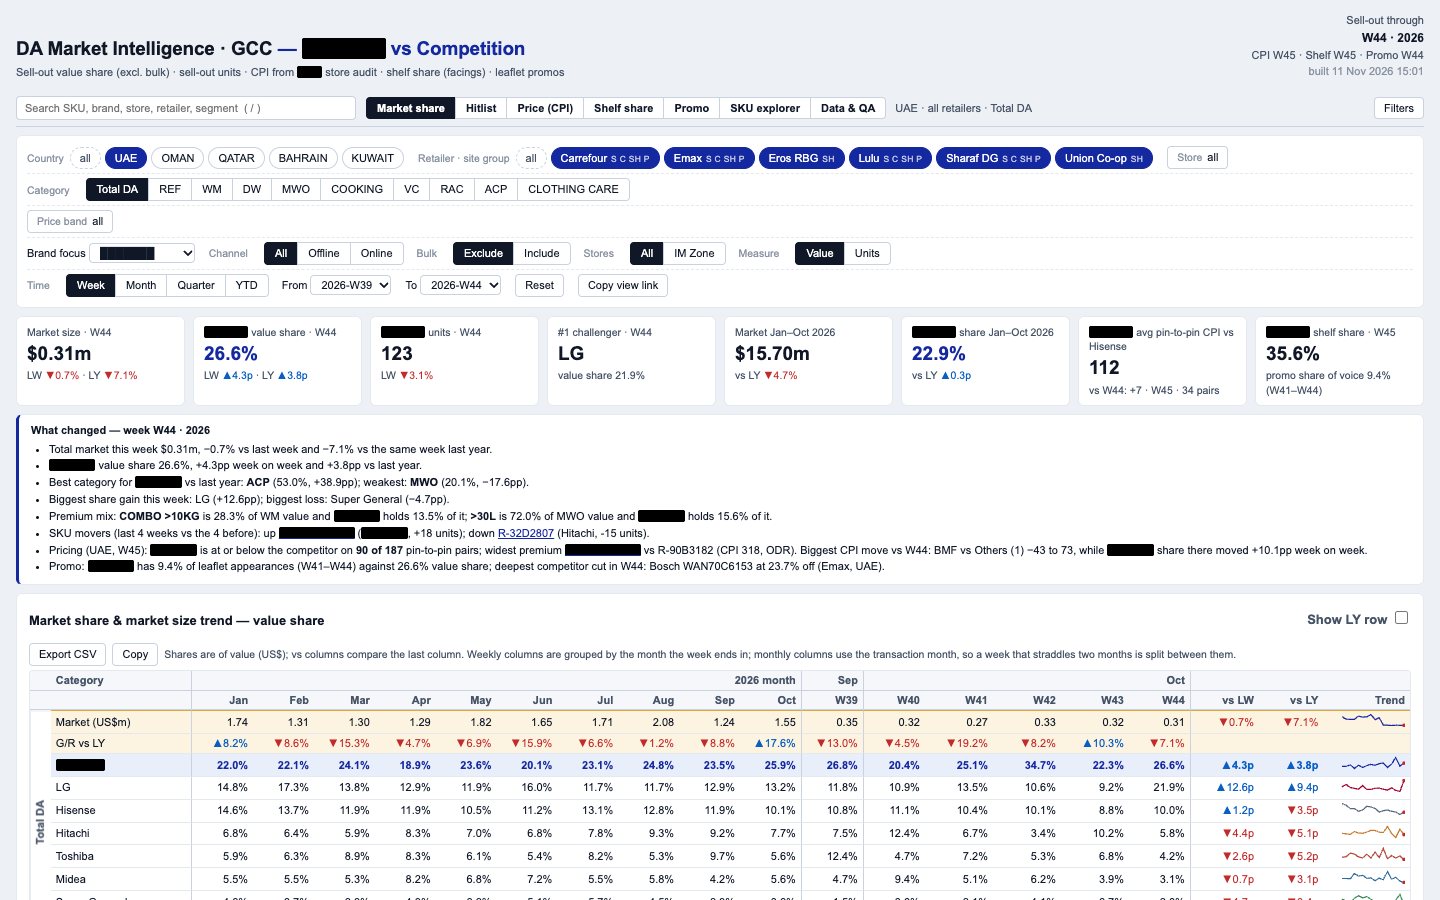 Sell-out through
DA Market Intelligence · GCC — vs Competition
W44 · 2026
CPI W45 · Shelf W45 · Promo W44
Sell-out value share (excl. bulk) · sell-out units · CPI from store audit · shelf share (facings) · leaflet promos
built 11 Nov 2026 15:01
Search SKU, brand, store, retailer, segment ( / ) Market share Hitlist Price (CPI) Shelf share Promo SKU explorer Data & QA UAE · all retailers · Total DA Filters
Country all UAE OMAN QATAR BAHRAIN KUWAIT Retailer · site group all Carrefour S C SH P Emax S C SH P Eros RBG SH Lulu S C SH P Sharaf DG S C SH P Union Co-op SH Store all
Category Total DA REF WM DW MWO COOKING VC RAC ACP CLOTHING CARE
Price band all
Brand focus Channel All Offline Online Bulk Exclude Include Stores All IM Zone Measure Value Units
Time Week Month Quarter YTD From 2026-W39 To 2026-W44 Reset Copy view link
Market size · W44
$0.31m
LW ▼0.7% · LY ▼7.1%
value share · W44
26.6%
LW ▲4.3p · LY ▲3.8p
units · W44
123
LW ▼3.1%
#1 challenger · W44
LG
value share 21.9%
Market Jan–Oct 2026
$15.70m
vs LY ▼4.7%
share Jan–Oct 2026
22.9%
vs LY ▲0.3p
avg pin-to-pin CPI vs
Hisense
112
vs W44: +7 · W45 · 34 pairs
shelf share · W45
35.6%
promo share of voice 9.4%
(W41–W44)
What changed — week W44 · 2026
• Total market this week $0.31m, −0.7% vs last week and −7.1% vs the same week last year.
• value share 26.6%, +4.3pp week on week and +3.8pp vs last year.
• Best category for vs last year: ACP (53.0%, +38.9pp); weakest: MWO (20.1%, −17.6pp).
• Biggest share gain this week: LG (+12.6pp); biggest loss: Super General (−4.7pp).
• Premium mix: COMBO >10KG is 28.3% of WM value and holds 13.5% of it; >30L is 72.0% of MWO value and holds 15.6% of it.
• SKU movers (last 4 weeks vs the 4 before): up ( , +18 units); down R-32D2807 (Hitachi, -15 units).
• Pricing (UAE, W45): is at or below the competitor on 90 of 187 pin-to-pin pairs; widest premium vs R-90B3182 (CPI 318, ODR). Biggest CPI move vs W44: BMF vs Others (1) −43 to 73, while share there moved +10.1pp week on week.
• Promo: has 9.4% of leaflet appearances (W41–W44) against 26.6% value share; deepest competitor cut in W44: Bosch WAN70C6153 at 23.7% off (Emax, UAE).
Market share & market size trend — value share Show LY row
Export CSV Copy Shares are of value (US$); vs columns compare the last column. Weekly columns are grouped by the month the week ends in; monthly columns use the transaction month, so a week that straddles two months is split between them.
Category 2026 month Sep Oct
Jan Feb Mar Apr May Jun Jul Aug Sep Oct W39 W40 W41 W42 W43 W44 vs LW vs LY Trend
Total DA
Market (US$m) 1.74 1.31 1.30 1.29 1.82 1.65 1.71 2.08 1.24 1.55 0.35 0.32 0.27 0.33 0.32 0.31 ▼0.7% ▼7.1%
G/R vs LY ▲8.2% ▼8.6% ▼15.3% ▼4.7% ▼6.9% ▼15.9% ▼6.6% ▼1.2% ▼8.8% ▲17.6% ▼13.0% ▼4.5% ▼19.2% ▼8.2% ▲10.3% ▼7.1%
22.0% 22.1% 24.1% 18.9% 23.6% 20.1% 23.1% 24.8% 23.5% 25.9% 26.8% 20.4% 25.1% 34.7% 22.3% 26.6% ▲4.3p ▲3.8p
LG 14.8% 17.3% 13.8% 12.9% 11.9% 16.0% 11.7% 11.7% 12.9% 13.2% 11.8% 10.9% 13.5% 10.6% 9.2% 21.9% ▲12.6p ▲9.4p
Hisense 14.6% 13.7% 11.9% 11.9% 10.5% 11.2% 13.1% 12.8% 11.9% 10.1% 10.8% 11.1% 10.4% 10.1% 8.8% 10.0% ▲1.2p ▼3.5p
Hitachi 6.8% 6.4% 5.9% 8.3% 7.0% 6.8% 7.8% 9.3% 9.2% 7.7% 7.5% 12.4% 6.7% 3.4% 10.2% 5.8% ▼4.4p ▼5.1p
Toshiba 5.9% 6.3% 8.9% 8.3% 6.1% 5.4% 8.2% 5.3% 9.7% 5.6% 12.4% 4.7% 7.2% 5.3% 6.8% 4.2% ▼2.6p ▼5.2p
Midea 5.5% 5.5% 5.3% 8.2% 6.8% 7.2% 5.5% 5.8% 4.2% 5.6% 4.7% 9.4% 5.1% 6.2% 3.9% 3.1% ▼0.7p ▼3.1p